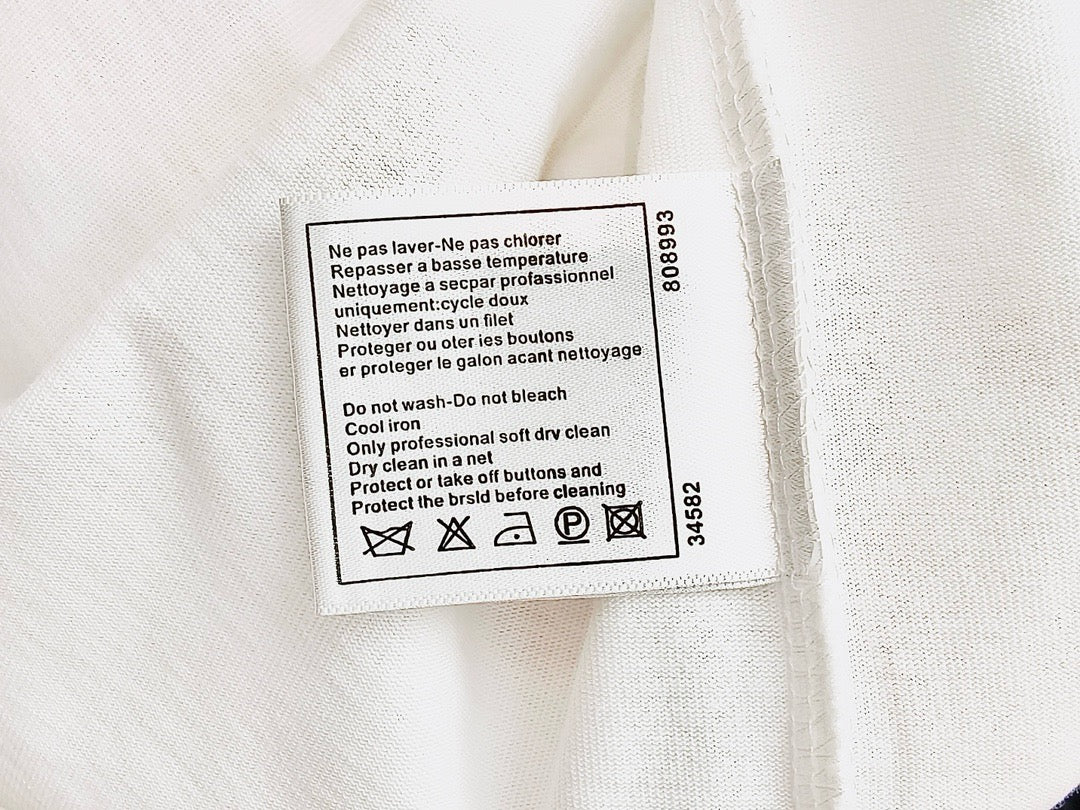 Ne pas laver-Ne pas chlorer
Repasser a basse temperature
Nettoyage a secpar profassionnel
uniquement:cycle doux
Nettoyer dans un filet
Proteger ou oter ies boutons
er proteger le galon acant nettoyage
Do not wash-Do not bleach
Cool iron
Only professional soft drv clean
Dry clean in a net
Protect or take off buttons and
Protect the brsld before cleaning
P
808993
34582